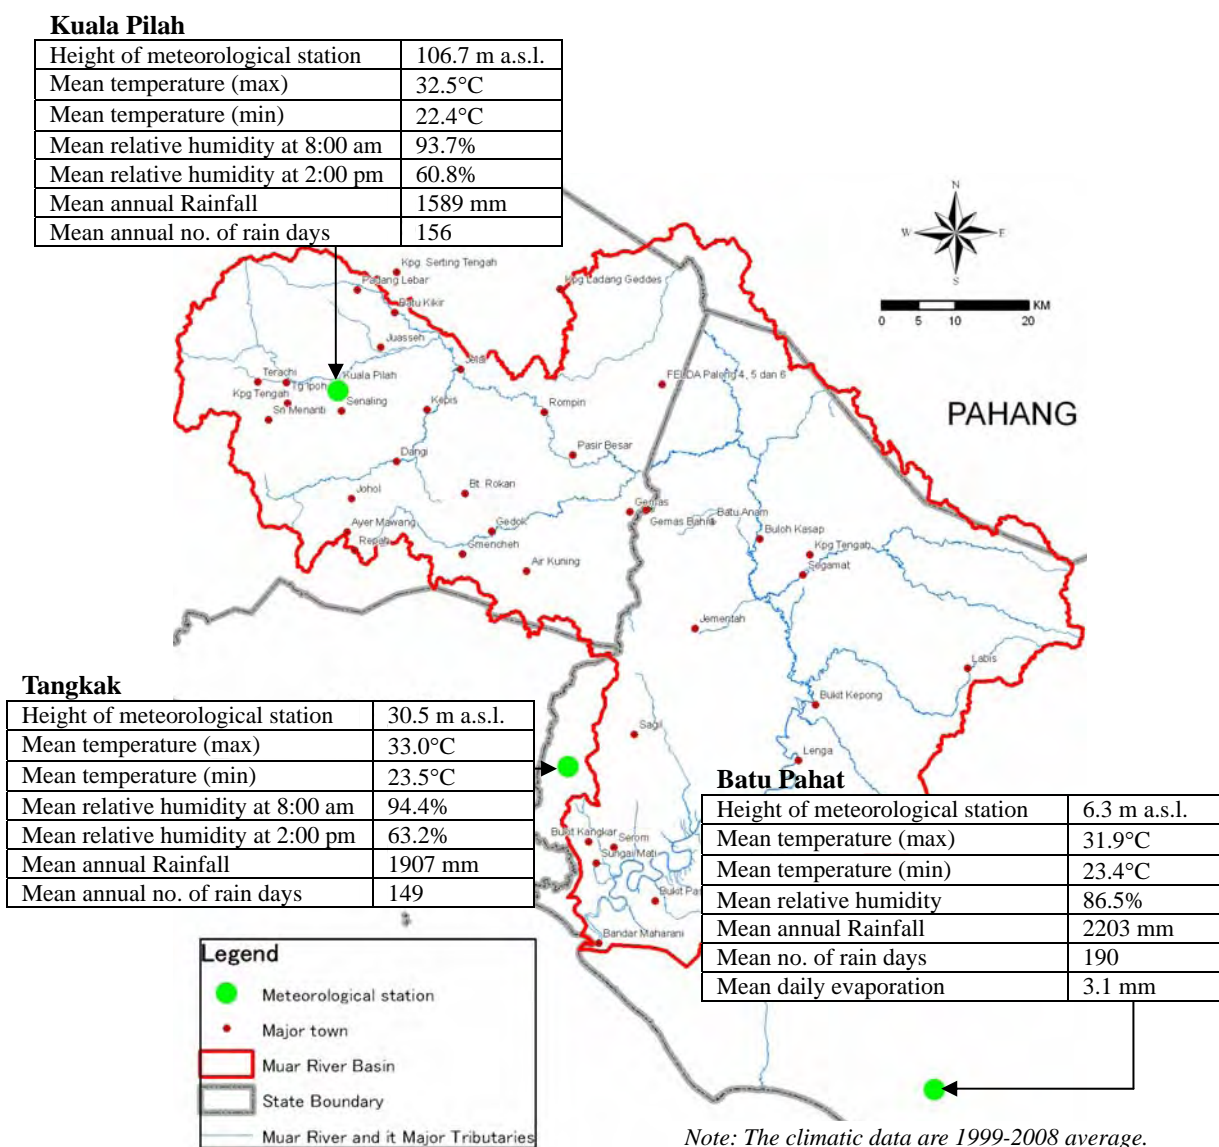 Kuala Pilah
Height of meteorological station 106.7 m a.s.l.
Mean temperature (max) 32.5°C
Mean temperature (min) 22.4°C
Mean relative humidity at 8:00 am 93.7%
Mean relative humidity at 2:00 pm 60.8%
Mean annual Rainfall 1589 mm
Mean annual no. of rain days 156
N
W E
S
KM
0 5 10 20
Kpg. Serting Tengah
Padang Lebar
Kpg Ladang Geddes
Batu Kikir
Juasseh
Jelai
Terachi
Kuala Pilah
Tg Ipoh
FELDA Palong 4, 5 dan 6
Kpg Tengah
Senaling
Sri Menanti
Kepis
Rompin
PAHANG
Dangi
Pasir Besar
Johol
Bt. Rokan
Gemas
Gemas Bahru
Batu Anam
Ayer Mawang
Gedok
Buloh Kasap
Repah
Gmencheh
Kpg Tengah
Air Kuning
Segamat
Jementah
Labis
Bukit Kepong
Sagil
Lenga
Tangkak
Height of meteorological station 30.5 m a.s.l.
Mean temperature (max) 33.0°C
Mean temperature (min) 23.5°C
Mean relative humidity at 8:00 am 94.4%
Mean relative humidity at 2:00 pm 63.2%
Mean annual Rainfall 1907 mm
Mean annual no. of rain days 149
Batu Pahat
Height of meteorological station 6.3 m a.s.l.
Mean temperature (max) 31.9°C
Mean temperature (min) 23.4°C
Mean relative humidity 86.5%
Mean annual Rainfall 2203 mm
Mean no. of rain days 190
Mean daily evaporation 3.1 mm
Bukit Kangkar
Serom
Sungai Mati
Bukit Pas
Bandar Maharani
Legend
Meteorological station
Major town
Muar River Basin
State Boundary
Muar River and it Major Tributaries
Note: The climatic data are 1999-2008 average.